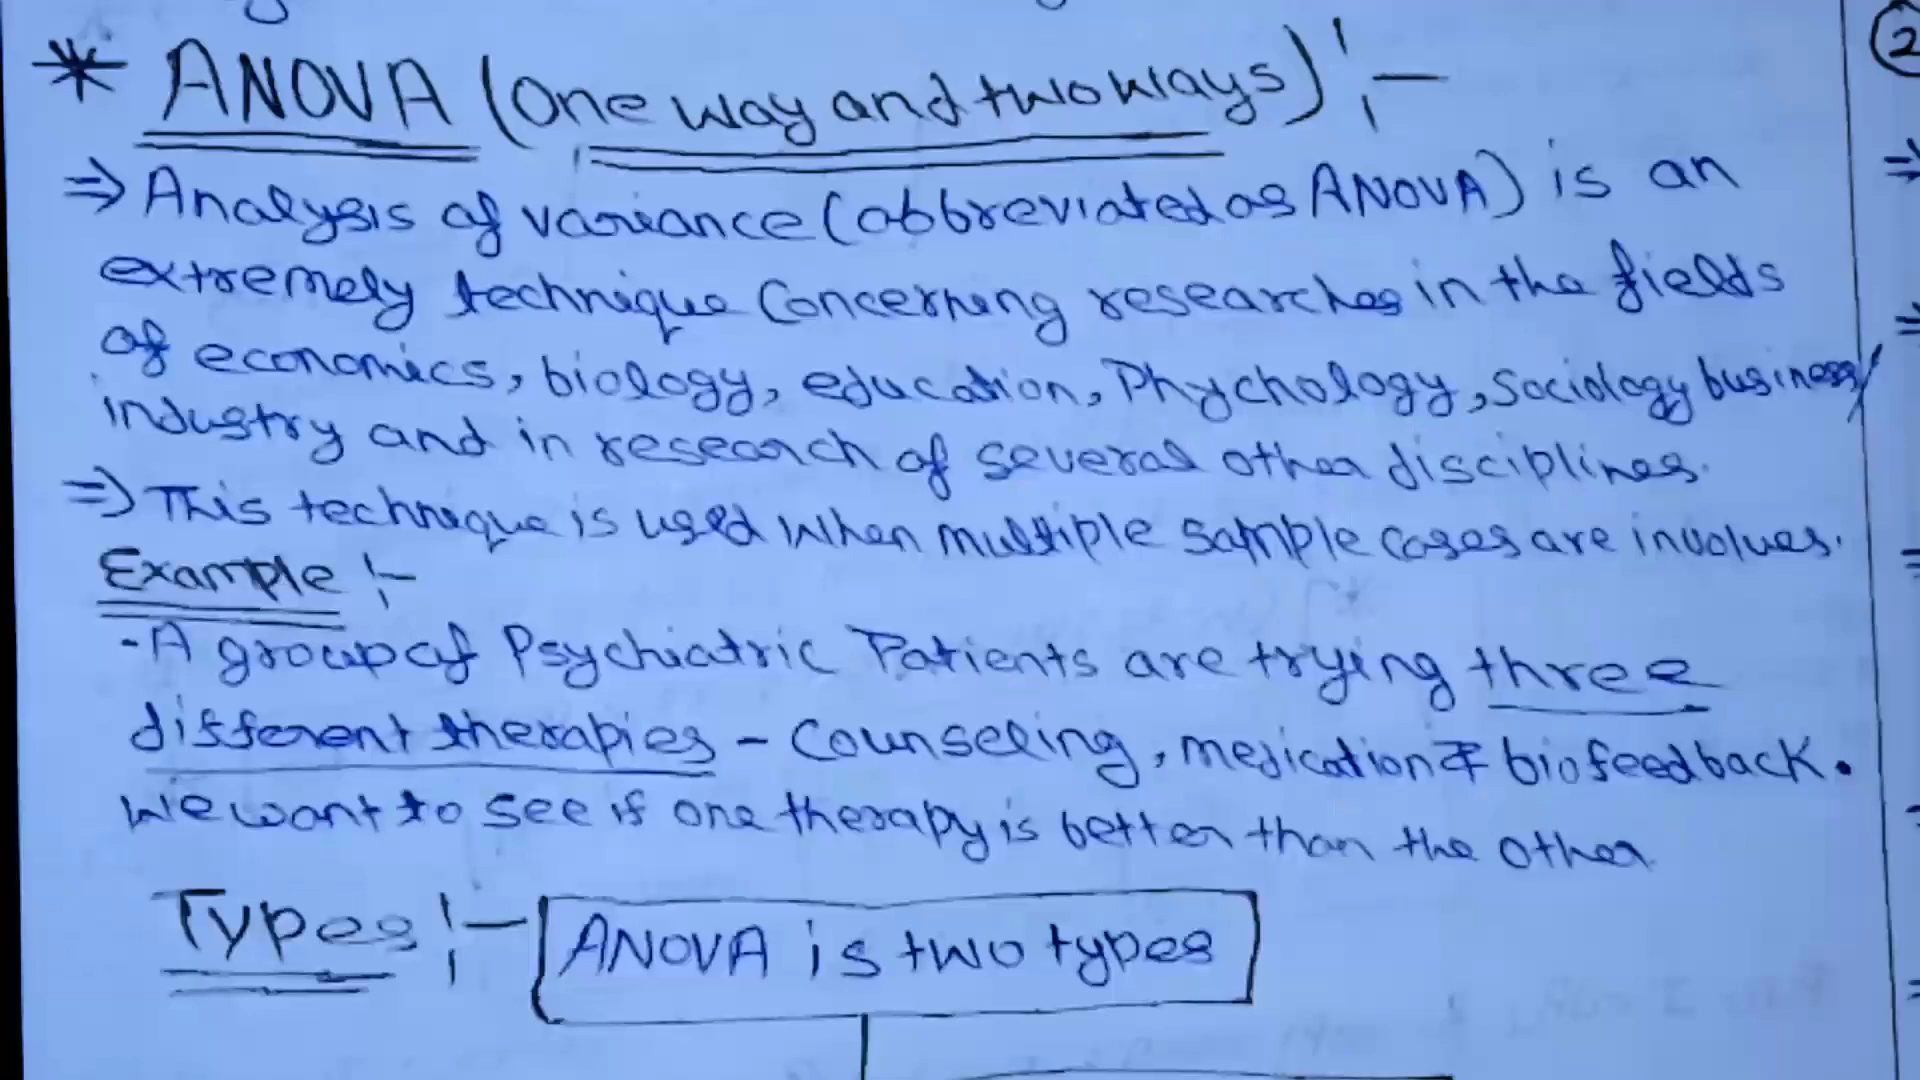 * ANOVA (One way and two ways) :-
⇒ Analysis of variance (abbreviated as ANOVA) is an
extremely technique Concerning researches in the fields
of economics, biology, education, Phychology, Sociology business/
industry and in research of several other disciplines.
⇒ This technique is used When multiple sample cases are involves.
Example :-
- A group of Psychiatric Patients are trying three
different therapies - Counseling, medication & biofeedback.
We want to see if one therapy is better than the other
Types :- ANOVA is two types
2